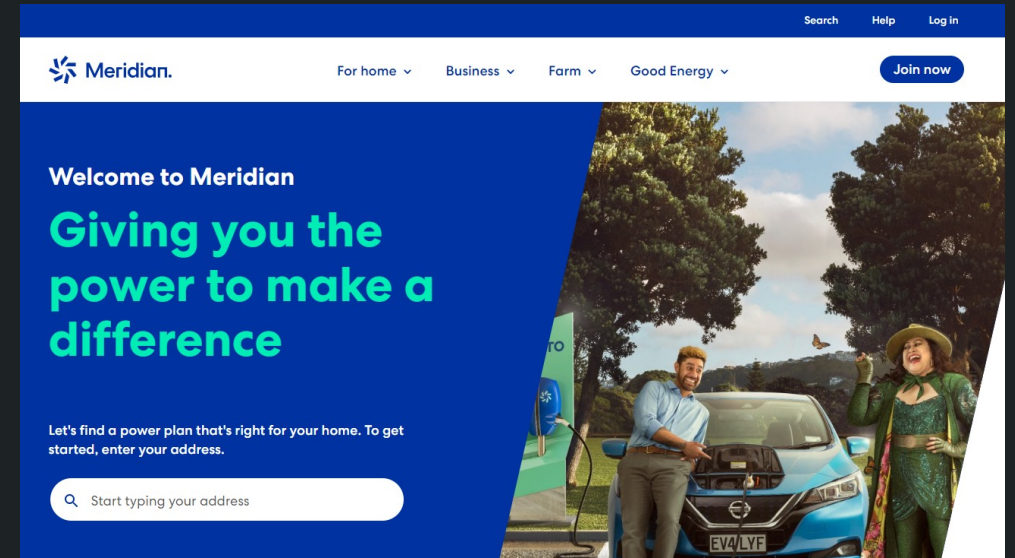 Search Help Log in
Meridian.
For home Business Farm Good Energy
Join now
Welcome to Meridian
Giving you the
power to make a
difference
Let's find a power plan that's right for your home. To get
started, enter your address.
Start typing your address
TO
EV4LYF